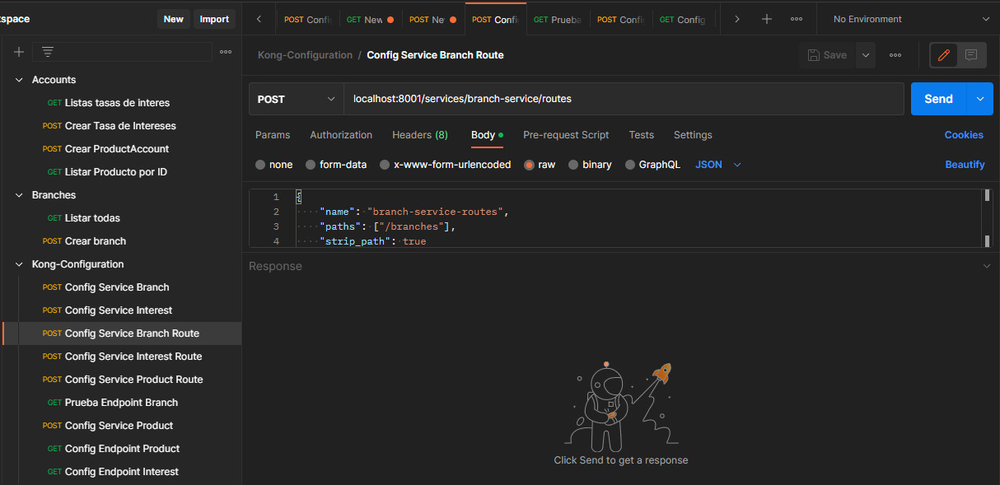 space
New
Import
POST Confi
GET New
POST Ne
POST Confi
GET Prueba
POST Confi
GET Config
No Environment
Kong-Configuration / Config Service Branch Route
Save
Accounts
GET Listas tasas de interes
POST Crear Tasa de Intereses
POST Crear ProductAccount
GET Listar Producto por ID
Branches
GET Listar todas
POST Crear branch
Kong-Configuration
POST Config Service Branch
POST Config Service Interest
POST Config Service Branch Route
POST Config Service Interest Route
POST Config Service Product Route
GET Prueba Endpoint Branch
POST Config Service Product
GET Config Endpoint Product
GET Config Endpoint Interest
POST
localhost:8001/services/branch-service/routes
Send
Params
Authorization
Headers (8)
Body
Pre-request Script
Tests
Settings
Cookies
none
form-data
x-www-form-urlencoded
raw
binary
GraphQL
JSON
Beautify
1 {
2 "name": "branch-service-routes",
3 "paths": ["/branches"],
4 "strip_path": true
Response
Click Send to get a response